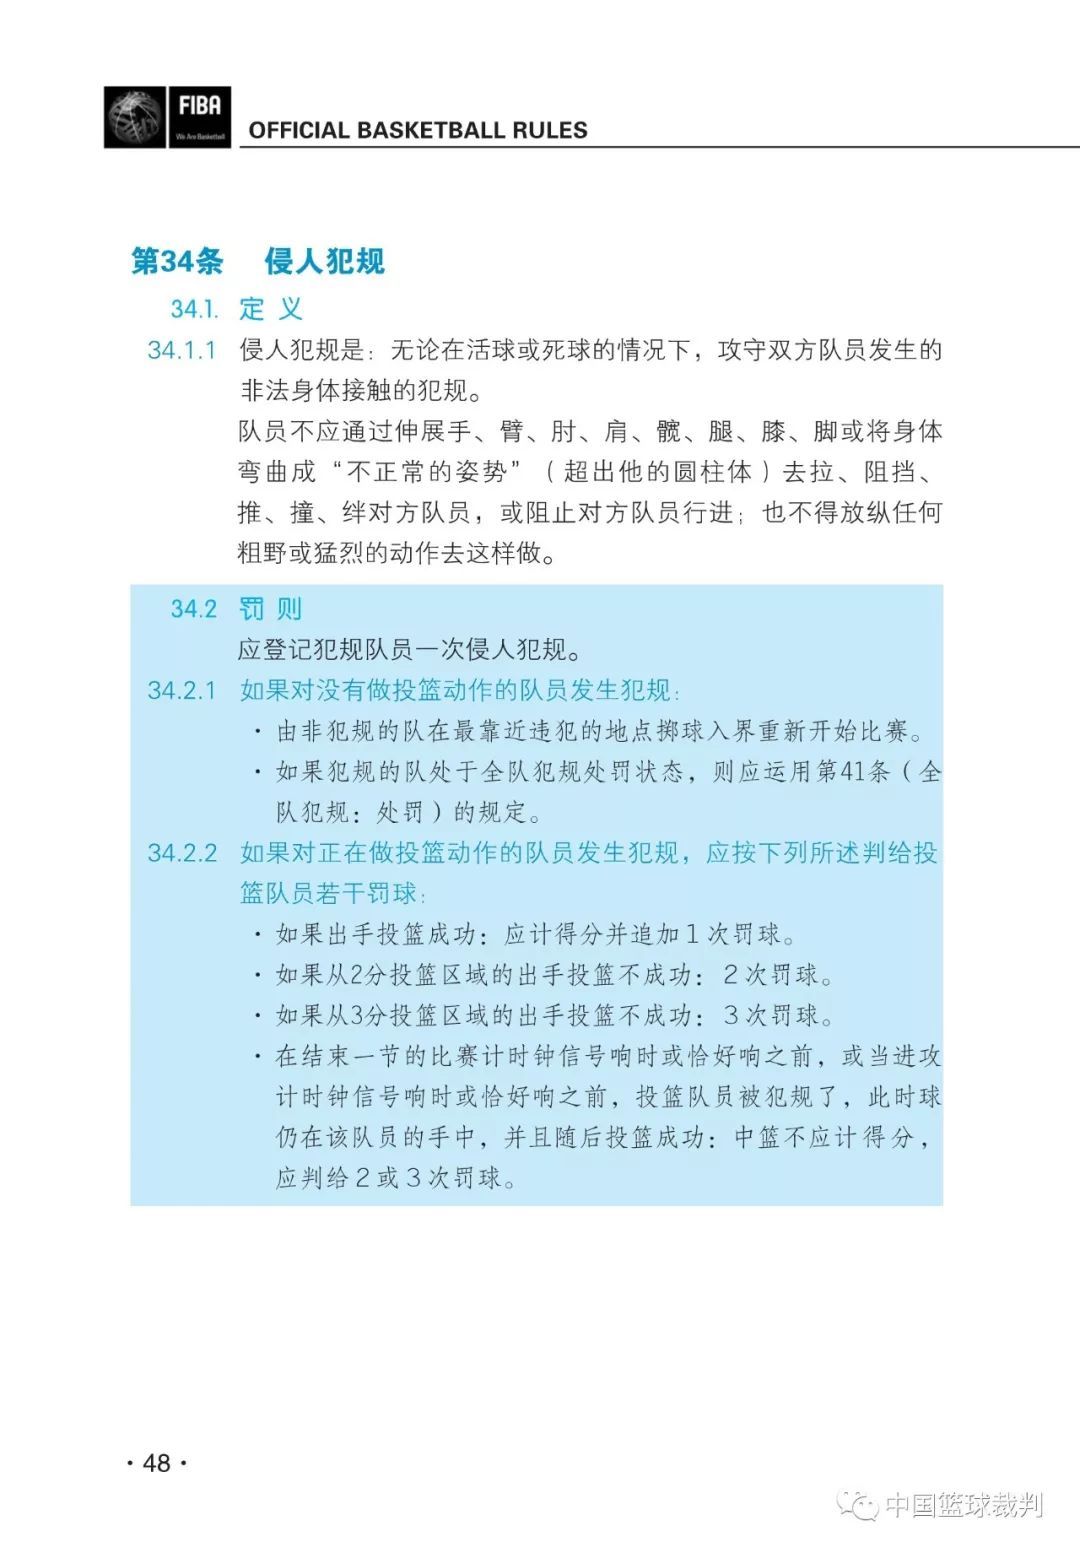 FIBA
We Are Basketball
OFFICIAL BASKETBALL RULES
第34条 侵人犯规
34.1. 定 义
34.1.1 侵人犯规是：无论在活球或死球的情况下，攻守双方队员发生的
非法身体接触的犯规。
队员不应通过伸展手、臂、肘、肩、髋、腿、膝、脚或将身体
弯曲成“不正常的姿势”（超出他的圆柱体）去拉、阻挡、
推、撞、绊对方队员，或阻止对方队员行进；也不得放纵任何
粗野或猛烈的动作去这样做。
34.2 罚 则
应登记犯规队员一次侵人犯规。
34.2.1 如果对没有做投篮动作的队员发生犯规：
· 由非犯规的队在最靠近违犯的地点掷球入界重新开始比赛。
· 如果犯规的队处于全队犯规处罚状态，则应运用第41条（全
队犯规：处罚）的规定。
34.2.2 如果对正在做投篮动作的队员发生犯规，应按下列所述判给投
篮队员若干罚球：
· 如果出手投篮成功：应计得分并追加1次罚球。
· 如果从2分投篮区域的出手投篮不成功：2次罚球。
· 如果从3分投篮区域的出手投篮不成功：3次罚球。
· 在结束一节的比赛计时钟信号响时或恰好响之前，或当进攻
计时钟信号响时或恰好响之前，投篮队员被犯规了，此时球
仍在该队员的手中，并且随后投篮成功：中篮不应计得分，
应判给2或3次罚球。
· 48 ·
中国篮球裁判